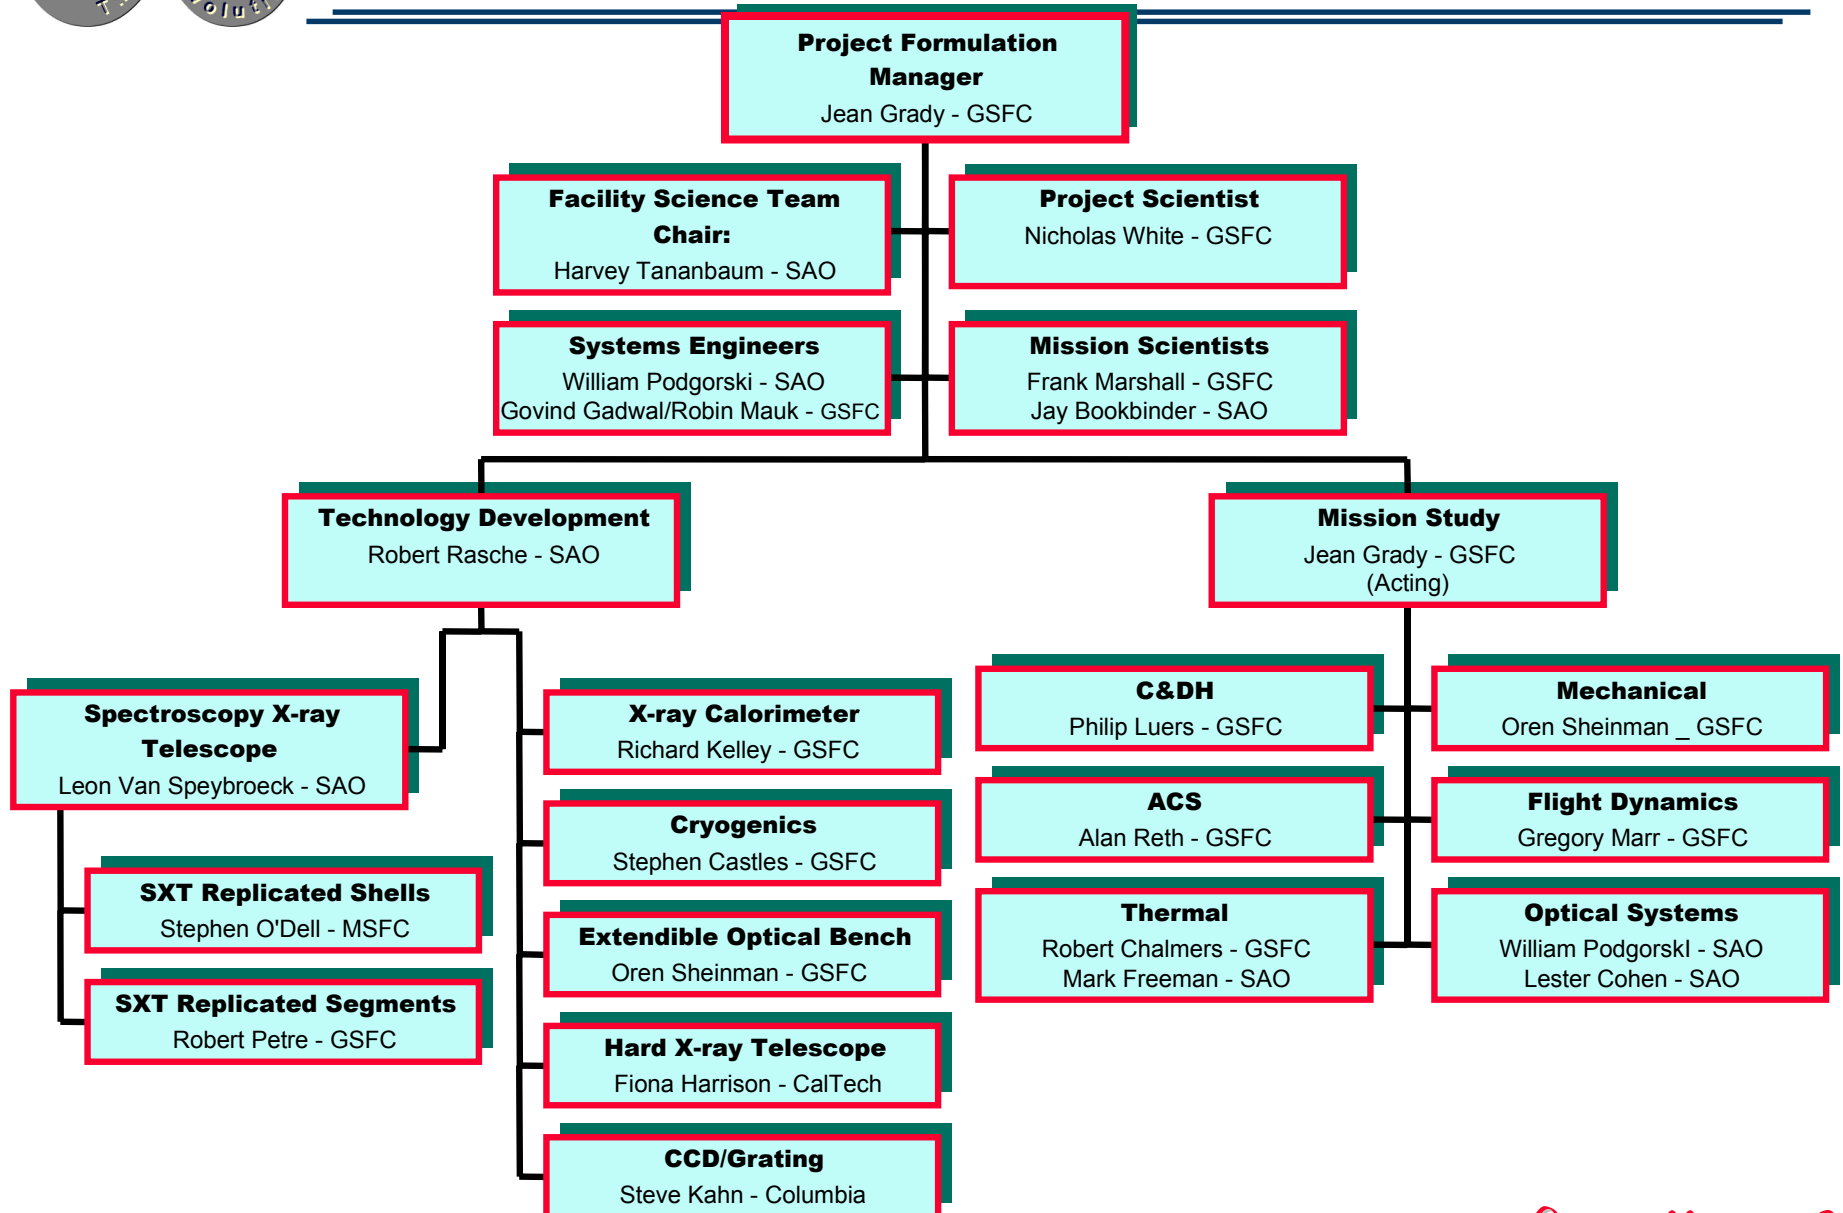 Project Formulation
Manager
Jean Grady - GSFC
Facility Science Team
Chair:
Harvey Tananbaum - SAO
Project Scientist
Nicholas White - GSFC
Systems Engineers
William Podgorski - SAO
Govind Gadwal/Robin Mauk - GSFC
Mission Scientists
Frank Marshall - GSFC
Jay Bookbinder - SAO
Technology Development
Robert Rasche - SAO
Mission Study
Jean Grady - GSFC
(Acting)
Spectroscopy X-ray
Telescope
Leon Van Speybroeck - SAO
SXT Replicated Shells
Stephen O'Dell - MSFC
SXT Replicated Segments
Robert Petre - GSFC
X-ray Calorimeter
Richard Kelley - GSFC
Cryogenics
Stephen Castles - GSFC
Extendible Optical Bench
Oren Sheinman - GSFC
Hard X-ray Telescope
Fiona Harrison - CalTech
CCD/Grating
Steve Kahn - Columbia
C&DH
Philip Luers - GSFC
Mechanical
Oren Sheinman _ GSFC
ACS
Alan Reth - GSFC
Flight Dynamics
Gregory Marr - GSFC
Thermal
Robert Chalmers - GSFC
Mark Freeman - SAO
Optical Systems
William PodgorskI - SAO
Lester Cohen - SAO